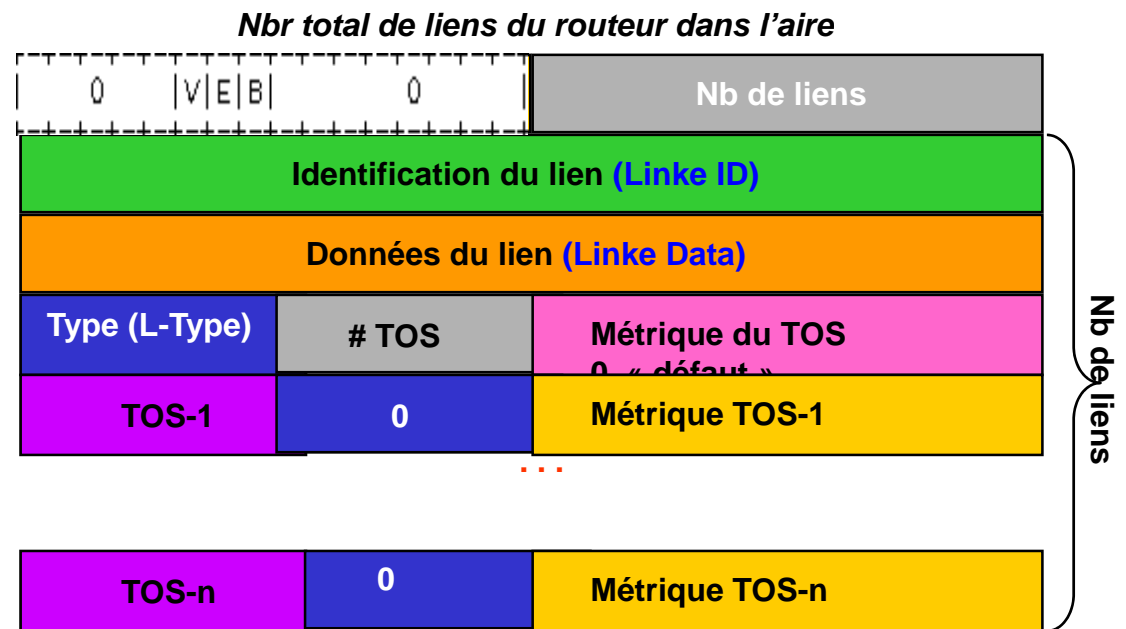 Nbr total de liens du routeur dans l’aire
0 |V|E|B| 0 | Nb de liens
Identification du lien (Linke ID)
Données du lien (Linke Data)
Type (L-Type) # TOS Métrique du TOS
0 « défaut »
TOS-1 0 Métrique TOS-1
. . .
TOS-n 0 Métrique TOS-n
Nb de liens